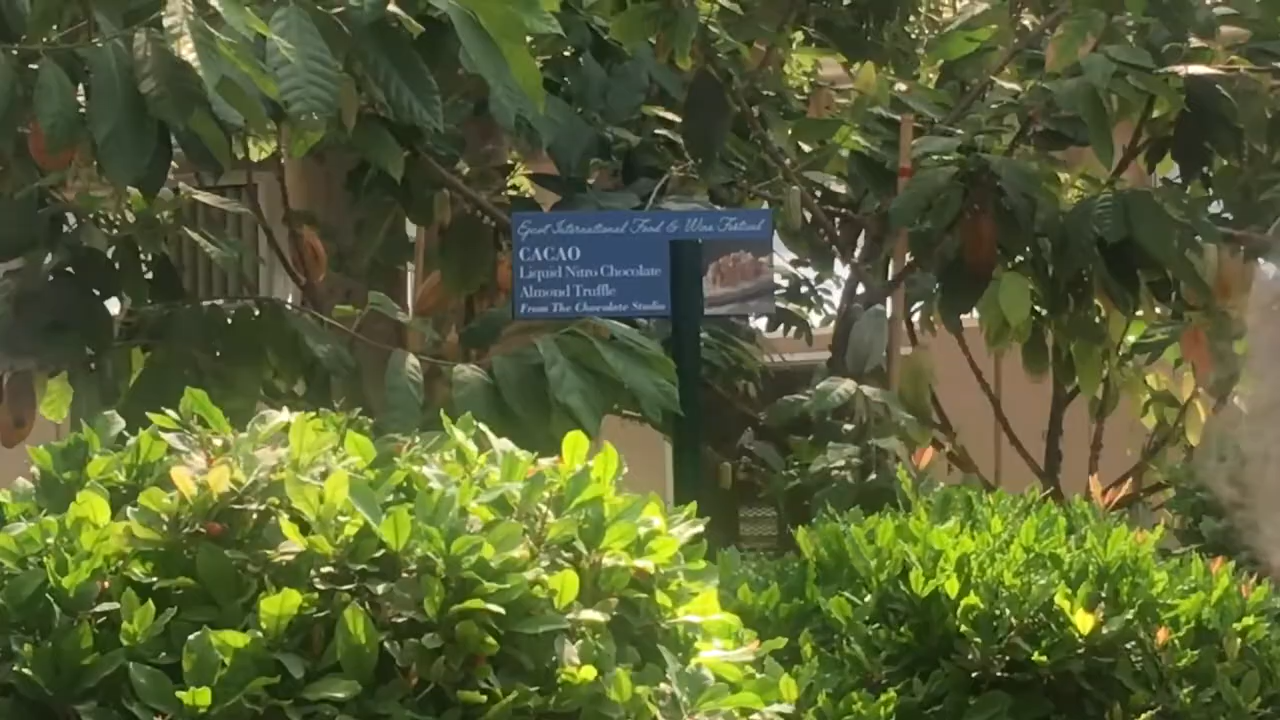 Epcot International Food & Wine Festival
CACAO
Liquid Nitro Chocolate
Almond Truffle
From The Chocolate Studio